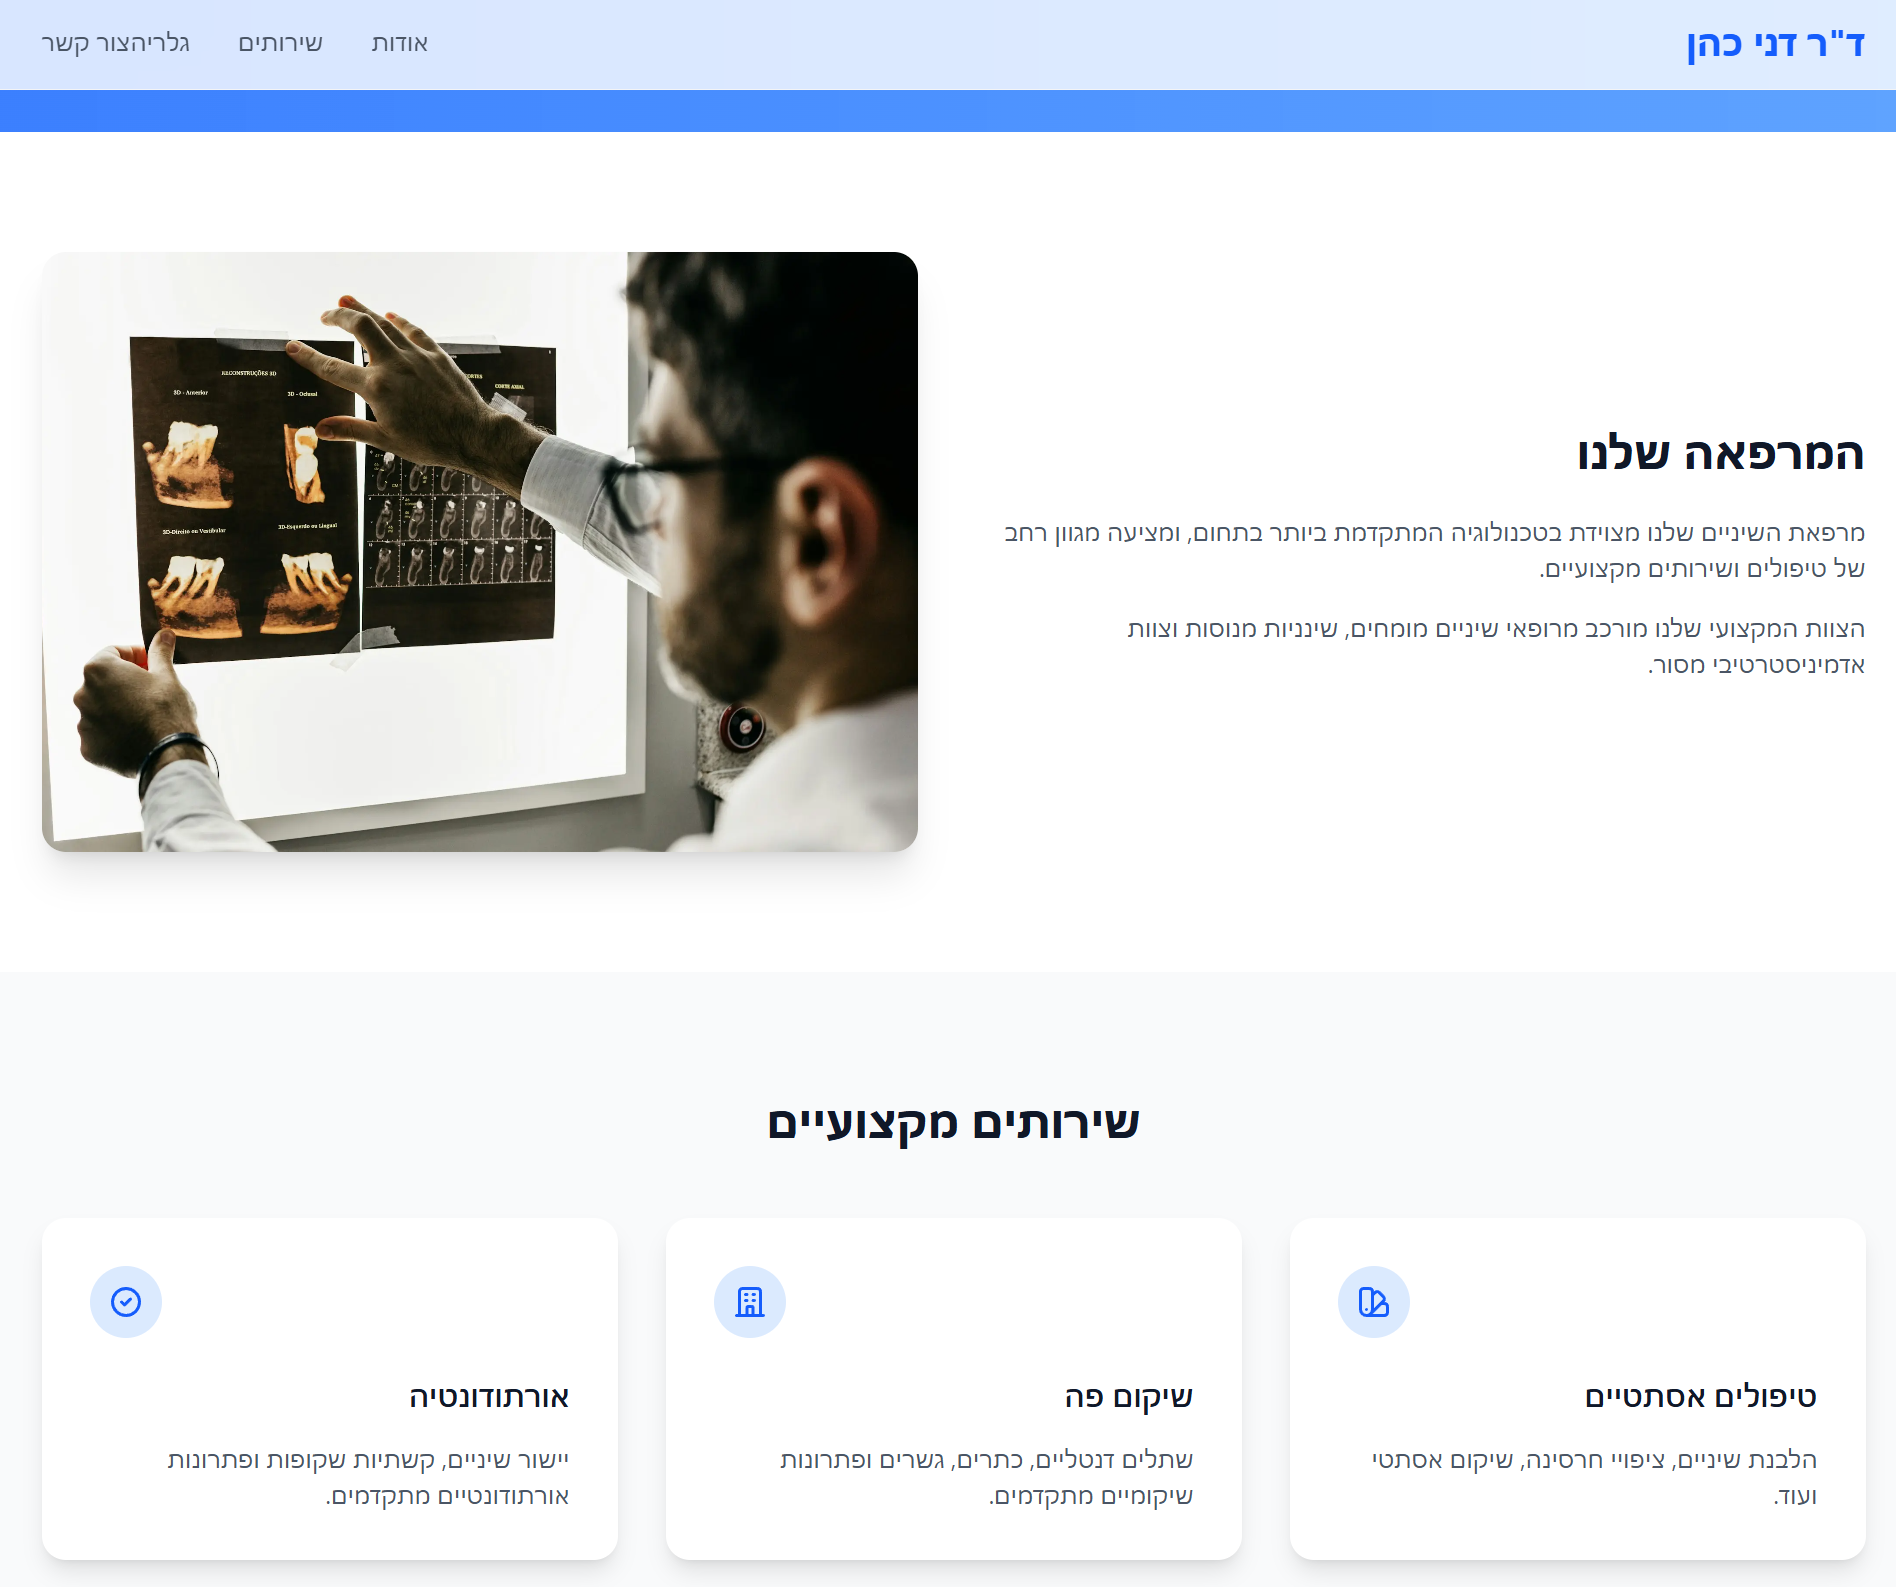 ד"ר דני כהן
אודות
שירותים
גלריהצור קשר
RECONSTRUÇÕES 3D
3D - Anterior
3D - Oclusal
3D-Direito ou Vestibular
3D-Esquerdo ou Lingual
CORTE AXIAL
המרפאה שלנו
מרפאת השיניים שלנו מצוידת בטכנולוגיה המתקדמת ביותר בתחום, ומציעה מגוון רחב
של טיפולים ושירותים מקצועיים.
הצוות המקצועי שלנו מורכב מרופאי שיניים מומחים, שינניות מנוסות וצוות
אדמיניסטרטיבי מסור.
שירותים מקצועיים
טיפולים אסתטיים
הלבנת שיניים, ציפויי חרסינה, שיקום אסתטי
ועוד.
שיקום פה
שתלים דנטליים, כתרים, גשרים ופתרונות
שיקומיים מתקדמים.
אורתודונטיה
יישור שיניים, קשתיות שקופות ופתרונות
אורתודונטיים מתקדמים.